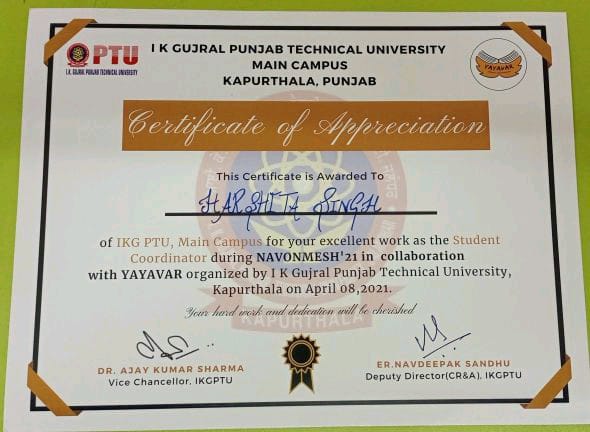 PTU
I.K. GUJRAL PUNJAB TECHNICAL UNIVERSITY
I K GUJRAL PUNJAB TECHNICAL UNIVERSITY
MAIN CAMPUS
KAPURTHALA, PUNJAB
YAYAVAR
Certificate of Appreciation
This Certificate is Awarded To
HARSHITA SINGH
of IKG PTU, Main Campus for your excellent work as the Student
Coordinator during NAVONMESH'21 in collaboration
with YAYAVAR organized by I K Gujral Punjab Technical University,
Kapurthala on April 08,2021.
Your hard work and dedication will be cherished
KAPURTHALA
DR. AJAY KUMAR SHARMA
Vice Chancellor, IKGPTU
ER.NAVDEEPAK SANDHU
Deputy Director(CR&A), IKGPTU